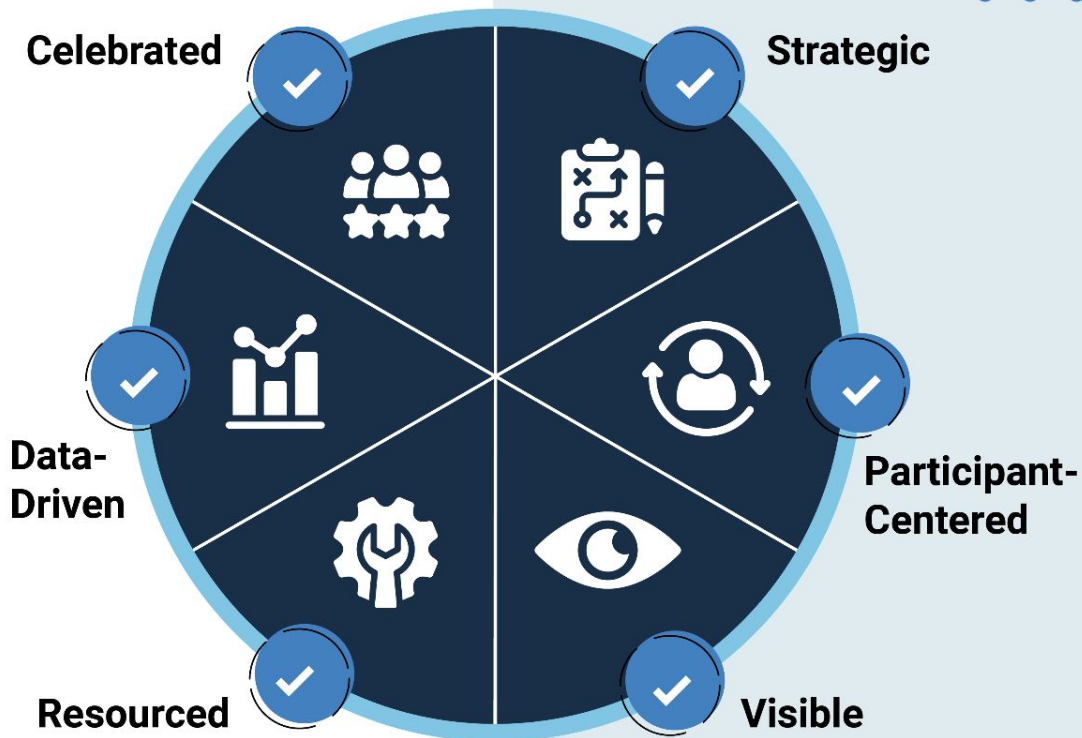 Celebrated
Strategic
Data-
Driven
Participant-
Centered
Resourced
Visible